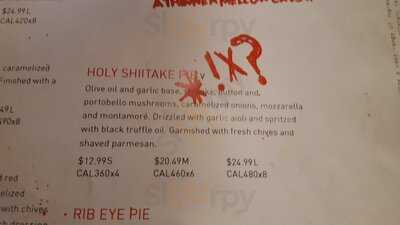 A THINNER MELLOW
$24.99L
CAL420x8
caramelized
Finished with a
49L
490x8
red
elized
with chives
HOLY SHIITAKE PIE V
*!X?
Olive oil and garlic base, button and,
portobello mushrooms, caramelized onions, mozzarella
and montamoré. Drizzled with garlic aioli and spritzed
with black truffle oil. Garnished with fresh chives and
shaved parmesan.
$12.99S $20.49M $24.99L
CAL360x4 CAL460x6 CAL480x8
• RIB EYE PIE